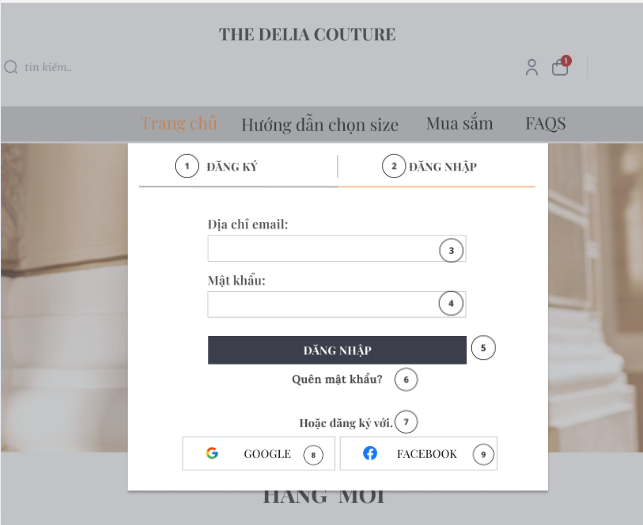 THE DELIA COUTURE
tìn kiếm..
1
Trang chủ Hướng dẫn chọn size Mua sắm FAQS
1 ĐĂNG KÝ 2 ĐĂNG NHẬP
Địa chỉ email:
3
Mật khẩu:
4
ĐĂNG NHẬP 5
Quên mật khẩu? 6
Hoặc đăng ký với. 7
GOOGLE 8 FACEBOOK 9
HÀNG MỚI